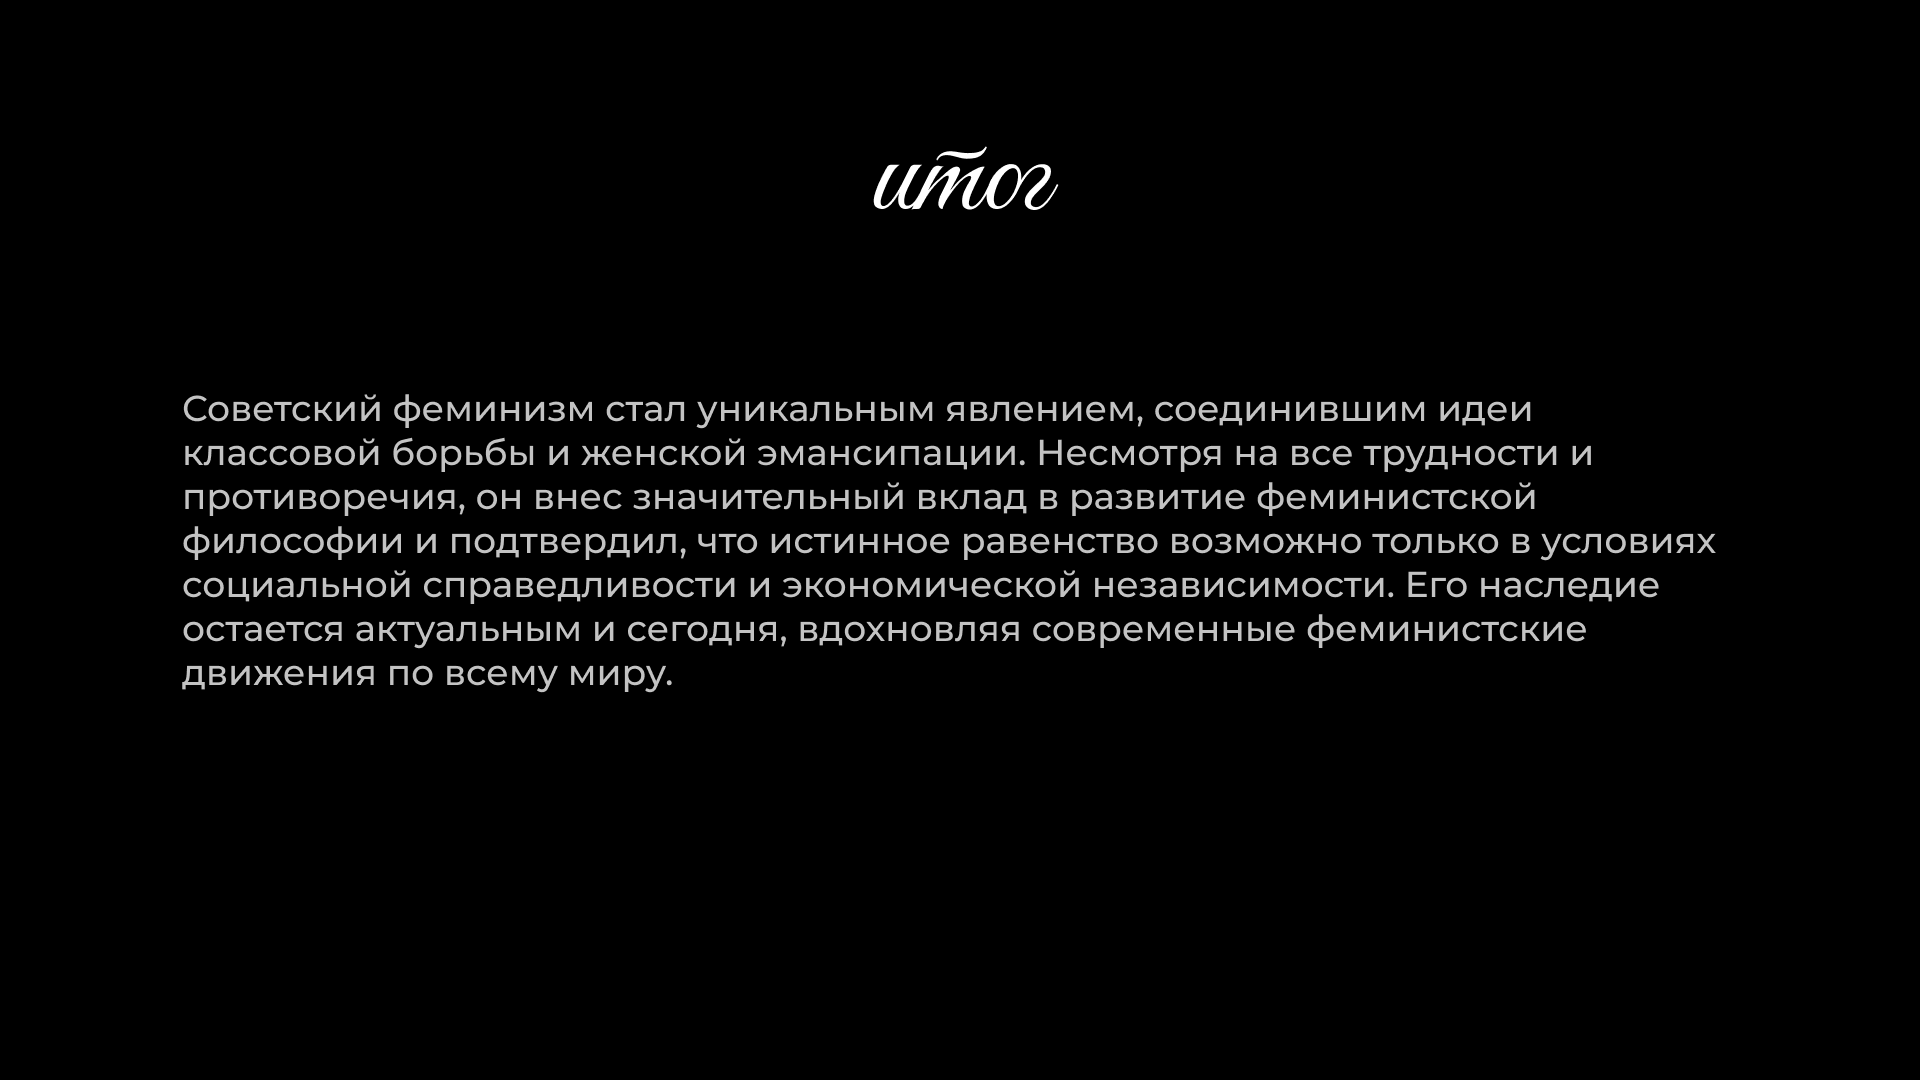 итог
Советский феминизм стал уникальным явлением, соединившим идеи
классовой борьбы и женской эмансипации. Несмотря на все трудности и
противоречия, он внес значительный вклад в развитие феминистской
философии и подтвердил, что истинное равенство возможно только в условиях
социальной справедливости и экономической независимости. Его наследие
остается актуальным и сегодня, вдохновляя современные феминистские
движения по всему миру.